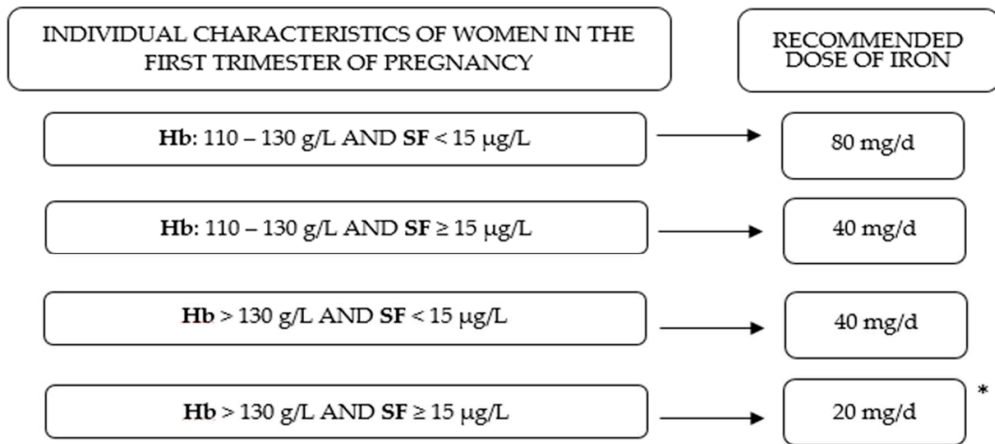 INDIVIDUAL CHARACTERISTICS OF WOMEN IN THE
FIRST TRIMESTER OF PREGNANCY
RECOMMENDED
DOSE OF IRON
Hb: 110 – 130 g/L AND SF < 15 µg/L
80 mg/d
Hb: 110 – 130 g/L AND SF ≥ 15 µg/L
40 mg/d
Hb > 130 g/L AND SF < 15 µg/L
40 mg/d
Hb > 130 g/L AND SF ≥ 15 µg/L
20 mg/d *